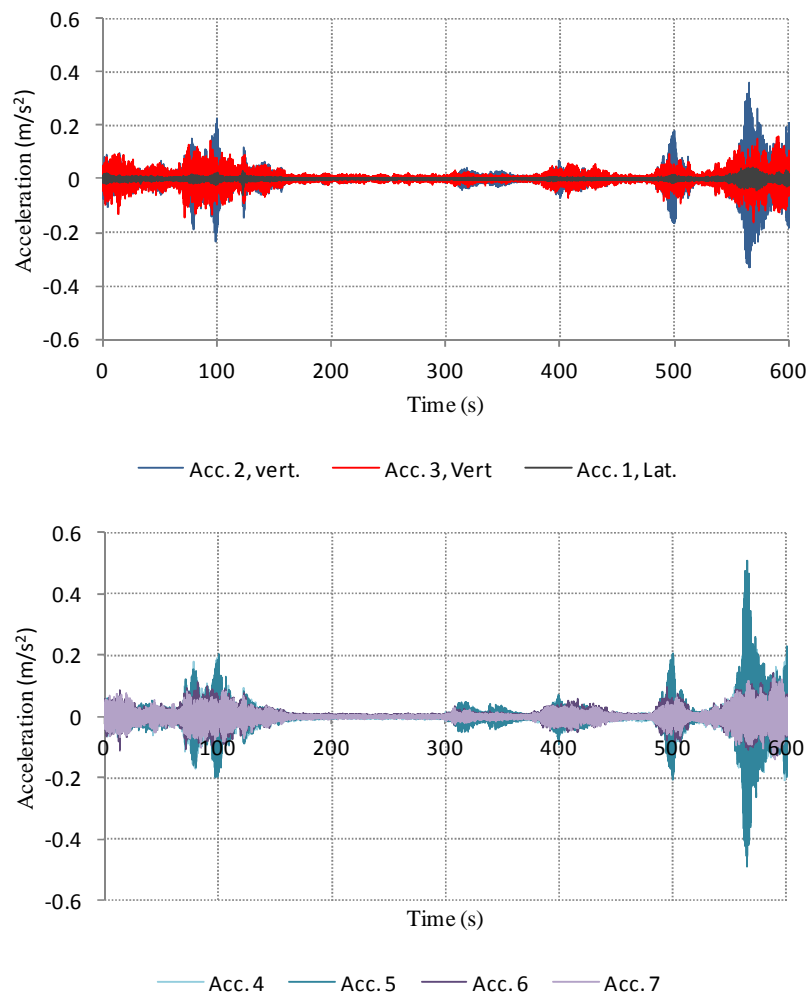 0.6
0.4
0.2
0
-0.2
-0.4
-0.6
Acceleration (m/s²)
0 100 200 300 400 500 600
Time (s)
Acc. 2, vert. Acc. 3, Vert Acc. 1, Lat.
0.6
0.4
0.2
0
-0.2
-0.4
-0.6
Acceleration (m/s²)
0 100 200 300 400 500 600
Time (s)
Acc. 4 Acc. 5 Acc. 6 Acc. 7